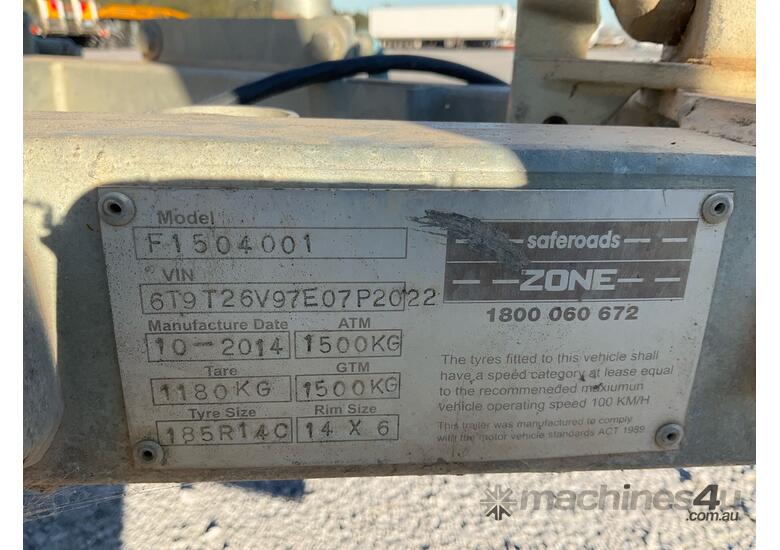 Model
F1504001
VIN
6T9T26V97E07P2022
Manufacture Date ATM
10-2014 1500KG
Tare GTM
1180KG 1500KG
Tyre Size Rim Size
185R14C 14 X 6
saferoads
ZONE
1800 060 672
The tyres fitted to this vehicle shall
have a speed category at lease equal
to the recommeneded maxiumun
vehicle operating speed 100 KM/H
This trailer was manufactured to comply
with the motor vehicle standards ACT 1989
machines4u
.com.au